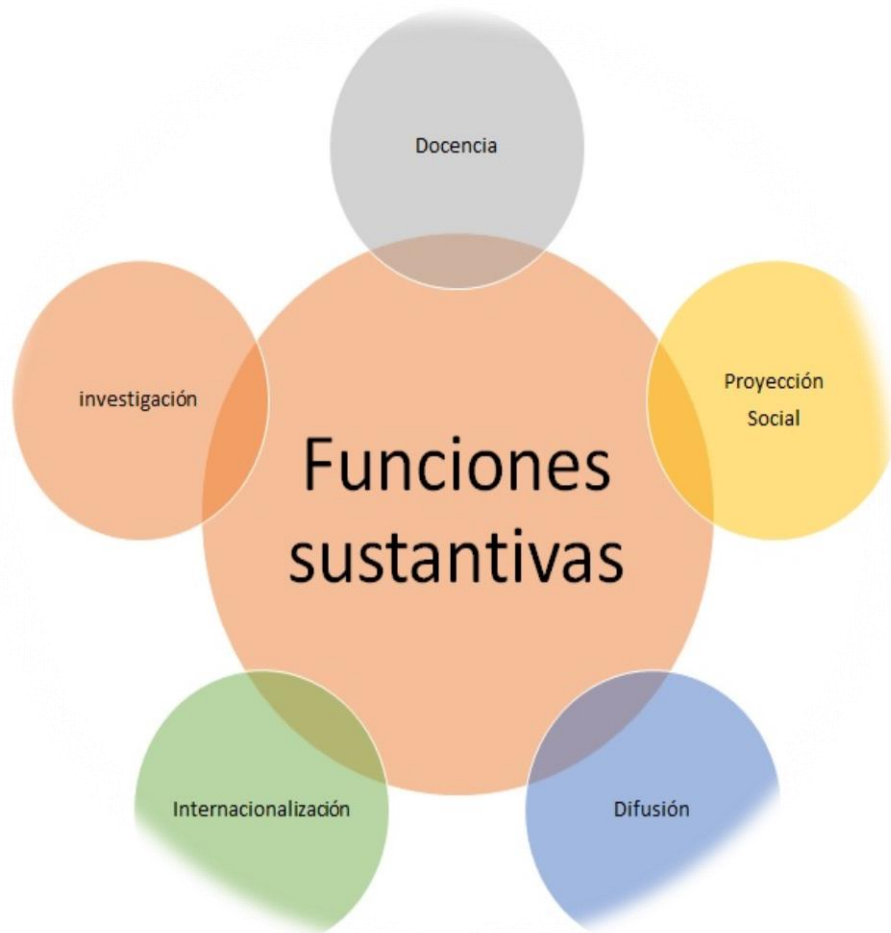 Docencia
Proyección
Social
investigación
Funciones
sustantivas
Internacionalización
Difusión